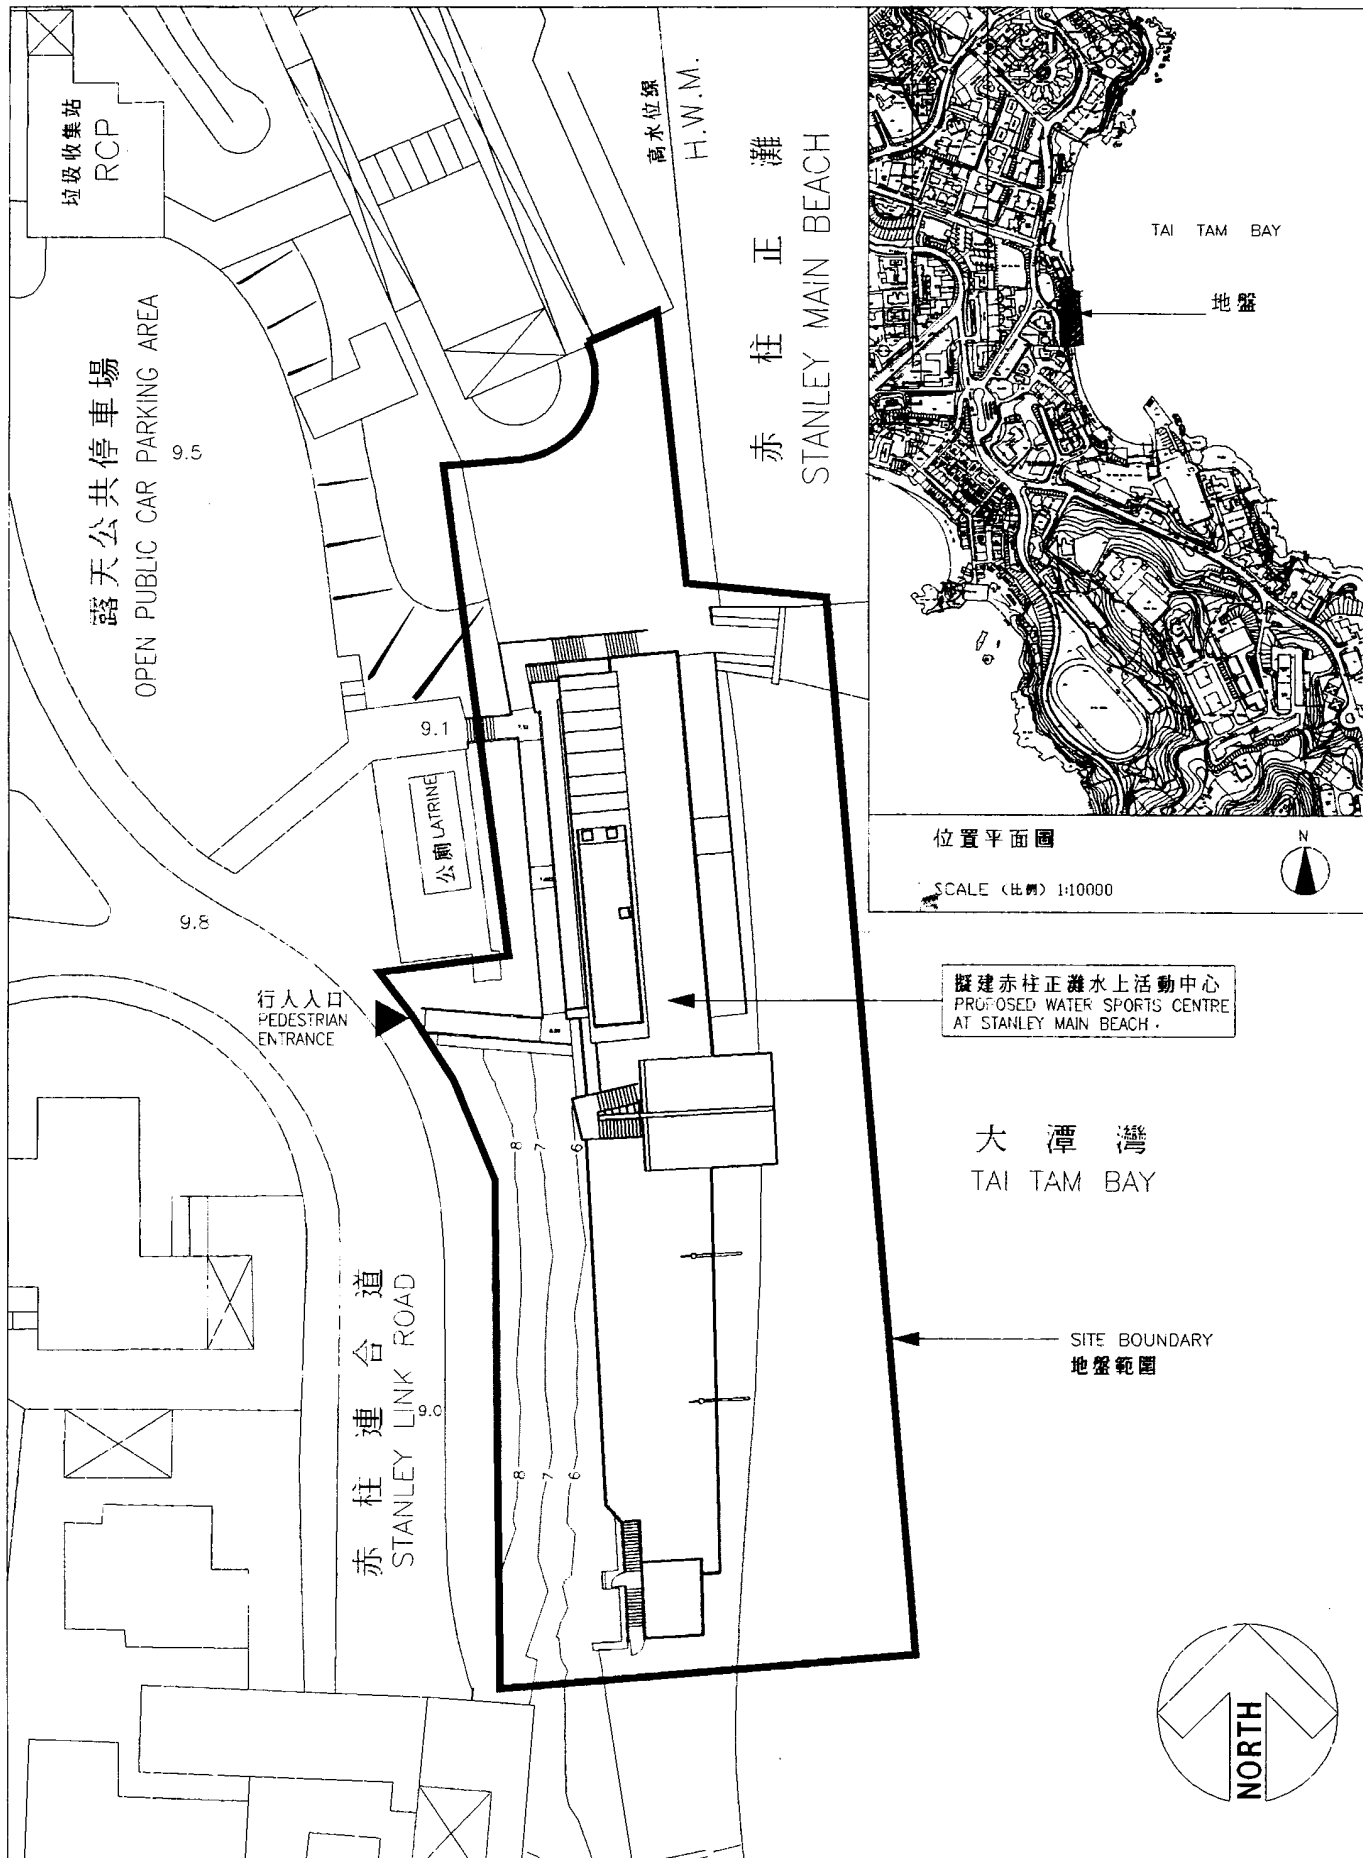 垃圾收集站
RCP
高水位線
H.W.M.
赤柱正灘
STANLEY MAIN BEACH
TAI TAM BAY
地盤
露天公共停車場
OPEN PUBLIC CAR PARKING AREA
9.5
9.1
公廁 LATRINE
9.8
行人入口
PEDESTRIAN
ENTRANCE
位置平面圖
SCALE (比例) 1:10000
N
擬建赤柱正灘水上活動中心
PROPOSED WATER SPORTS CENTRE
AT STANLEY MAIN BEACH.
大潭灣
TAI TAM BAY
8
7
6
赤柱連合道
STANLEY LINK ROAD
9.0
SITE BOUNDARY
地盤範圍
8
7
6
NORTH